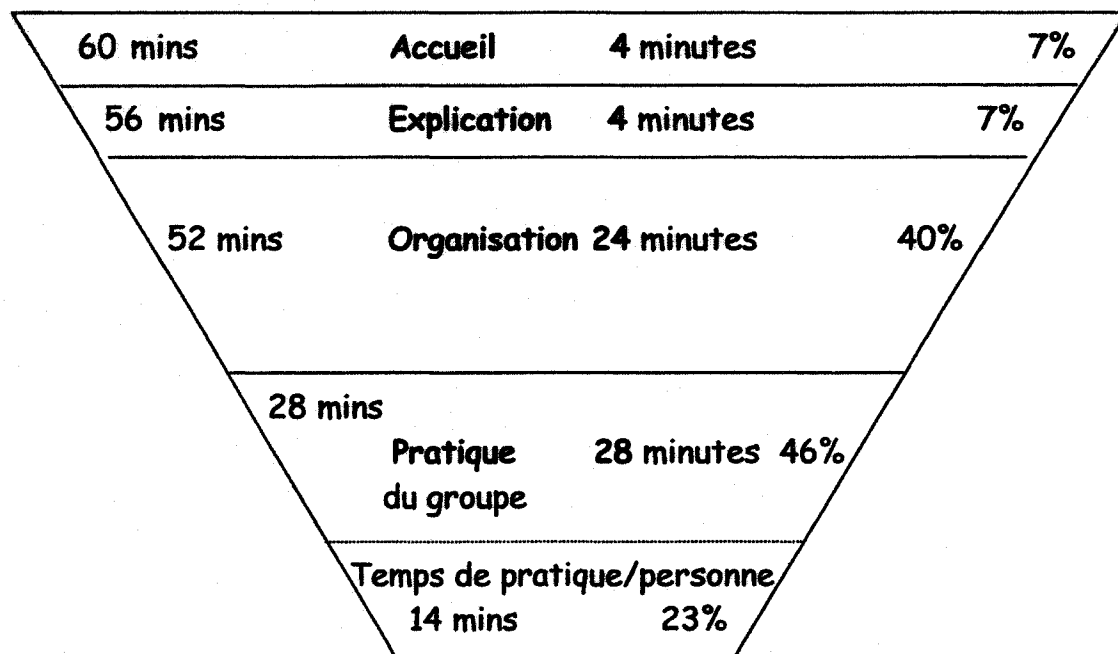 60 mins Accueil 4 minutes 7%
56 mins Explication 4 minutes 7%
52 mins Organisation 24 minutes 40%
28 mins
Pratique 28 minutes 46%
du groupe
Temps de pratique/personne
14 mins 23%